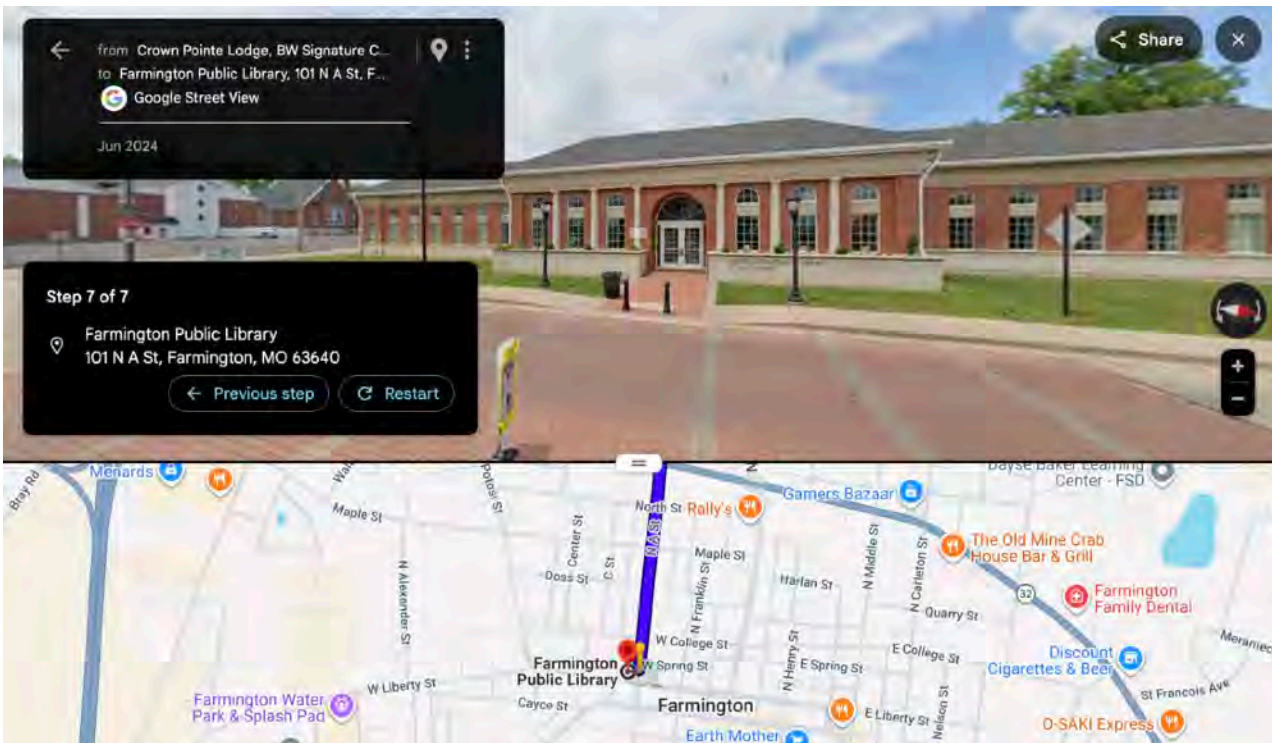 from Crown Pointe Lodge, BW Signature C...
to Farmington Public Library, 101 N A St, F...
Google Street View
Jun 2024
Share
Step 7 of 7
Farmington Public Library
101 N A St, Farmington, MO 63640
Previous step
Restart
Bray Rd
Menards
Potosi St
Maple St
North St
Rally's
Gamers Bazaar
Center - FSD
N A St
Center St
C St
Doss St
Maple St
N Franklin St
Harlan St
N Middle St
N Carleton St
The Old Mine Crab
House Bar & Grill
32
Farmington
Family Dental
N Alexander St
Quarry St
W College St
E College St
Discount
Cigarettes & Beer
Farmington
Public Library
W Spring St
N Henry St
E Spring St
W Liberty St
Farmington Water
Park & Splash Pad
Cayce St
Farmington
E Liberty St
Nelson St
St Francois Ave
O-SAKI Express
Earth Mother